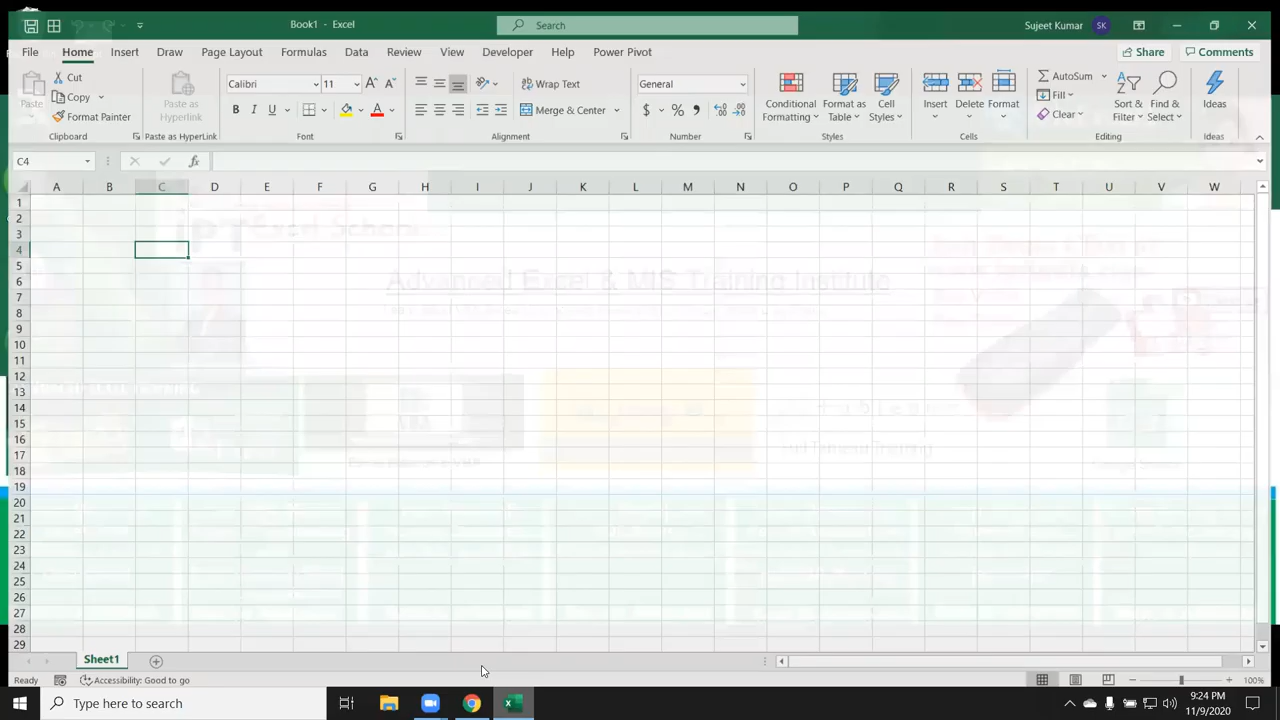 Book1 - Excel
Search
Sujeet Kumar
SK
File Home Insert Draw Page Layout Formulas Data Review View Developer Help Power Pivot
Share
Comments
Paste
Cut
Copy
Format Painter
Clipboard
Paste as Hyperlink
Paste as HyperLink
Calibri 11
B I U
Font
Wrap Text
Merge & Center
Alignment
General
$ % ,
Number
Conditional Formatting
Format as Table
Cell Styles
Styles
Insert Delete Format
Cells
AutoSum
Fill
Clear
Sort & Filter
Find & Select
Editing
Ideas
Ideas
C4
fx
A B C D E F G H I J K L M N O P Q R S T U V W
1
2
3
4
5
6
7
8
9
10
11
12
13
14
15
16
17
18
19
20
21
22
23
24
25
26
27
28
29
iPT Excel School
Advanced Excel & MIS Training Institute
Sheet1
Ready
Accessibility: Good to go
100%
Type here to search
9:24 PM
11/9/2020